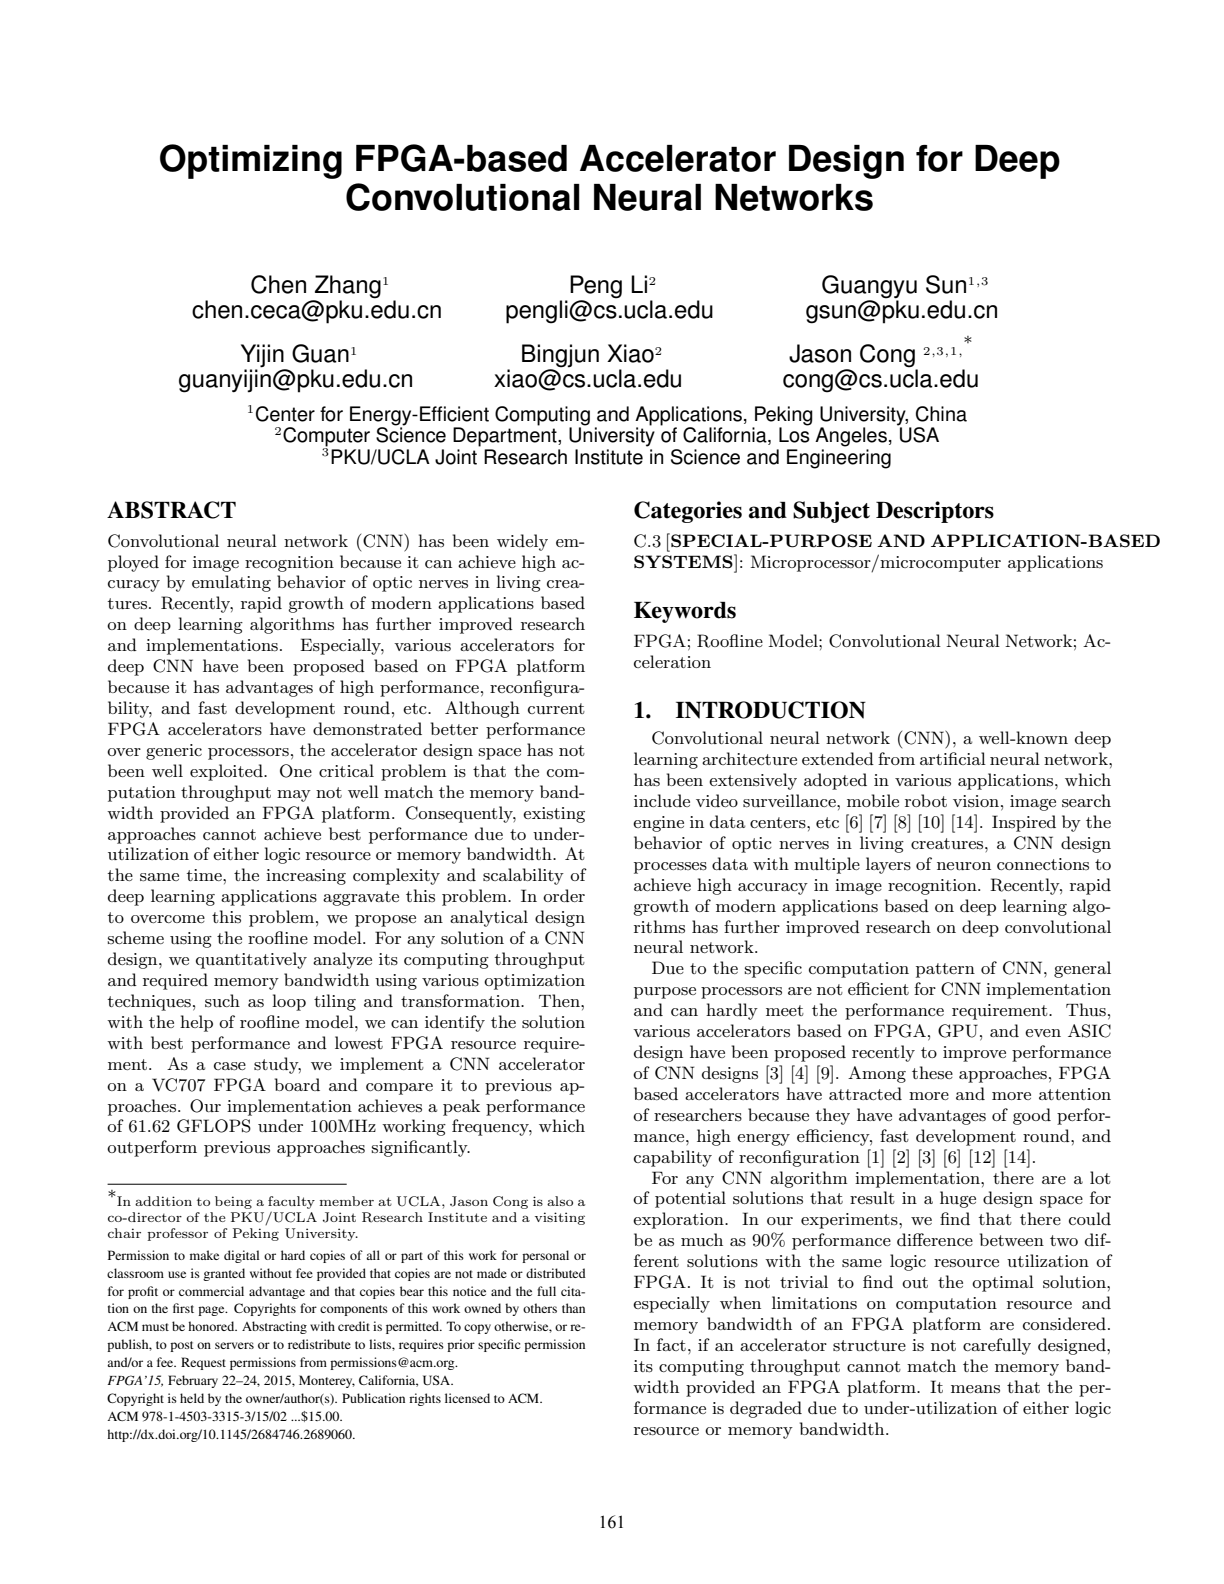 Optimizing FPGA-based Accelerator Design for Deep
Convolutional Neural Networks
Chen Zhang1
chen.ceca@pku.edu.cn
Peng Li2
pengli@cs.ucla.edu
Guangyu Sun1,3
gsun@pku.edu.cn
Yijin Guan1
guanyijin@pku.edu.cn
Bingjun Xiao2
xiao@cs.ucla.edu
Jason Cong 2,3,1,*
cong@cs.ucla.edu
1Center for Energy-Efficient Computing and Applications, Peking University, China
2Computer Science Department, University of California, Los Angeles, USA
3PKU/UCLA Joint Research Institute in Science and Engineering
ABSTRACT
Convolutional neural network (CNN) has been widely em-
ployed for image recognition because it can achieve high ac-
curacy by emulating behavior of optic nerves in living crea-
tures. Recently, rapid growth of modern applications based
on deep learning algorithms has further improved research
and implementations. Especially, various accelerators for
deep CNN have been proposed based on FPGA platform
because it has advantages of high performance, reconfigura-
bility, and fast development round, etc. Although current
FPGA accelerators have demonstrated better performance
over generic processors, the accelerator design space has not
been well exploited. One critical problem is that the com-
putation throughput may not well match the memory band-
width provided an FPGA platform. Consequently, existing
approaches cannot achieve best performance due to under-
utilization of either logic resource or memory bandwidth. At
the same time, the increasing complexity and scalability of
deep learning applications aggravate this problem. In order
to overcome this problem, we propose an analytical design
scheme using the roofline model. For any solution of a CNN
design, we quantitatively analyze its computing throughput
and required memory bandwidth using various optimization
techniques, such as loop tiling and transformation. Then,
with the help of roofline model, we can identify the solution
with best performance and lowest FPGA resource require-
ment. As a case study, we implement a CNN accelerator
on a VC707 FPGA board and compare it to previous ap-
proaches. Our implementation achieves a peak performance
of 61.62 GFLOPS under 100MHz working frequency, which
outperform previous approaches significantly.
*In addition to being a faculty member at UCLA, Jason Cong is also a
co-director of the PKU/UCLA Joint Research Institute and a visiting
chair professor of Peking University.
Permission to make digital or hard copies of all or part of this work for personal or
classroom use is granted without fee provided that copies are not made or distributed
for profit or commercial advantage and that copies bear this notice and the full cita-
tion on the first page. Copyrights for components of this work owned by others than
ACM must be honored. Abstracting with credit is permitted. To copy otherwise, or re-
publish, to post on servers or to redistribute to lists, requires prior specific permission
and/or a fee. Request permissions from permissions@acm.org.
FPGA'15, February 22–24, 2015, Monterey, California, USA.
Copyright is held by the owner/author(s). Publication rights licensed to ACM.
ACM 978-1-4503-3315-3/15/02 ...$15.00.
http://dx.doi.org/10.1145/2684746.2689060.
Categories and Subject Descriptors
C.3 [SPECIAL-PURPOSE AND APPLICATION-BASED
SYSTEMS]: Microprocessor/microcomputer applications
Keywords
FPGA; Roofline Model; Convolutional Neural Network; Ac-
celeration
1. INTRODUCTION
Convolutional neural network (CNN), a well-known deep
learning architecture extended from artificial neural network,
has been extensively adopted in various applications, which
include video surveillance, mobile robot vision, image search
engine in data centers, etc [6] [7] [8] [10] [14]. Inspired by the
behavior of optic nerves in living creatures, a CNN design
processes data with multiple layers of neuron connections to
achieve high accuracy in image recognition. Recently, rapid
growth of modern applications based on deep learning algo-
rithms has further improved research on deep convolutional
neural network.
Due to the specific computation pattern of CNN, general
purpose processors are not efficient for CNN implementation
and can hardly meet the performance requirement. Thus,
various accelerators based on FPGA, GPU, and even ASIC
design have been proposed recently to improve performance
of CNN designs [3] [4] [9]. Among these approaches, FPGA
based accelerators have attracted more and more attention
of researchers because they have advantages of good perfor-
mance, high energy efficiency, fast development round, and
capability of reconfiguration [1] [2] [3] [6] [12] [14].
For any CNN algorithm implementation, there are a lot
of potential solutions that result in a huge design space for
exploration. In our experiments, we find that there could
be as much as 90% performance difference between two dif-
ferent solutions with the same logic resource utilization of
FPGA. It is not trivial to find out the optimal solution,
especially when limitations on computation resource and
memory bandwidth of an FPGA platform are considered.
In fact, if an accelerator structure is not carefully designed,
its computing throughput cannot match the memory band-
width provided an FPGA platform. It means that the per-
formance is degraded due to under-utilization of either logic
resource or memory bandwidth.
161